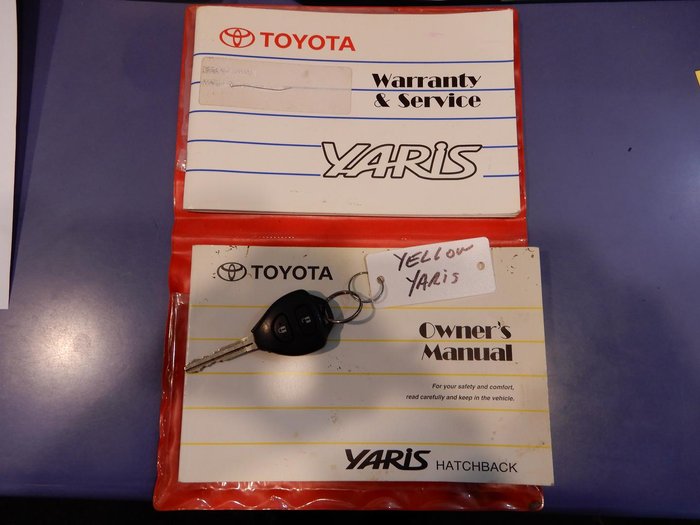 TOYOTA
Warranty
& Service
YARIS
TOYOTA
YELLOW
YARIS
Owner's
Manual
For your safety and comfort,
read carefully and keep in the vehicle.
YARIS HATCHBACK